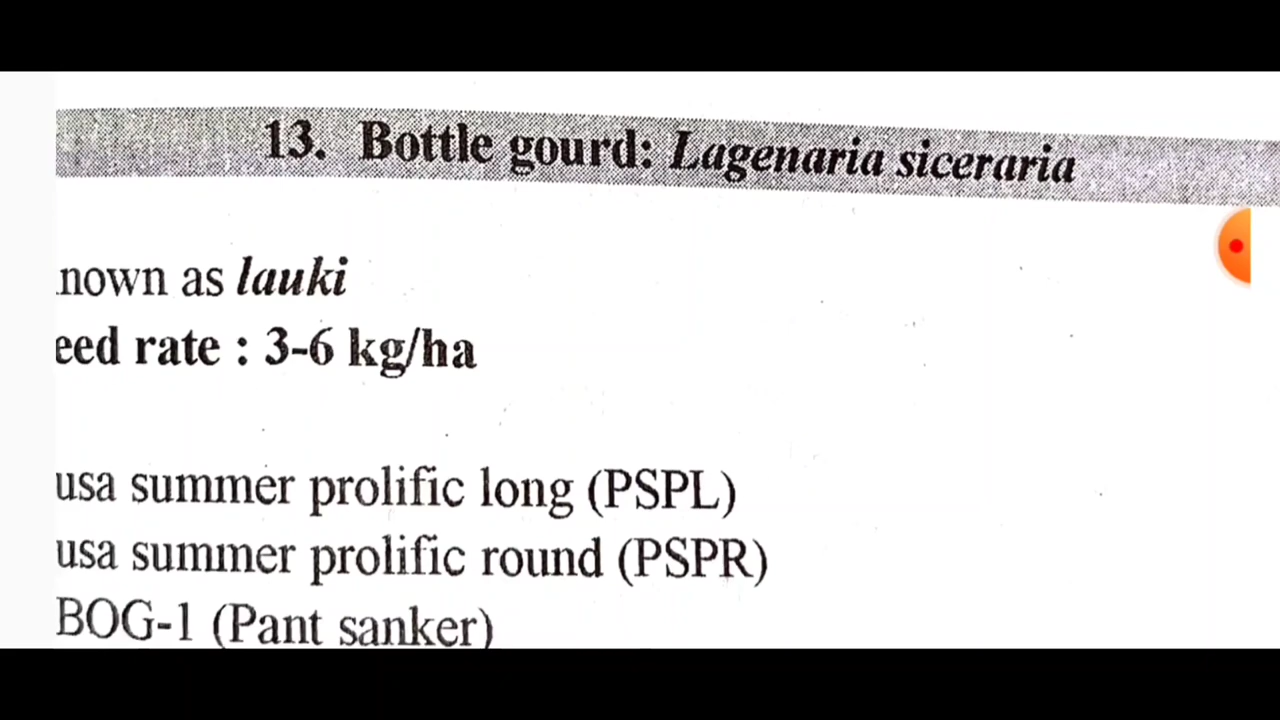 13. Bottle gourd: Lagenaria siceraria
nown as lauki
eed rate : 3-6 kg/ha
usa summer prolific long (PSPL)
usa summer prolific round (PSPR)
BOG-1 (Pant sanker)